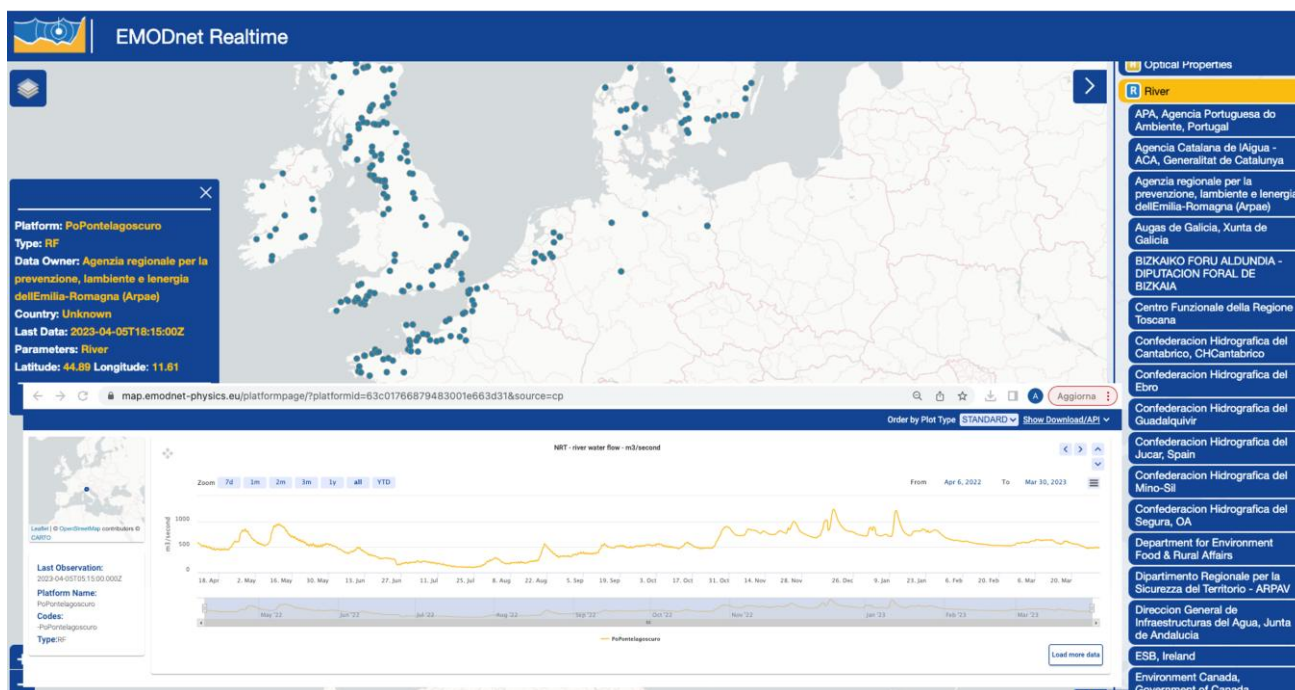 EMODnet Realtime
Optical Properties
R River
APA, Agencia Portuguesa do
Ambiente, Portugal
Agencia Catalana de lAigua -
ACA, Generalitat de Catalunya
Agenzia regionale per la
prevenzione, lambiente e lenergia
dellEmilia-Romagna (Arpae)
Augas de Galicia, Xunta de
Galicia
BIZKAIKO FORU ALDUNDIA -
DIPUTACION FORAL DE
BIZKAIA
Centro Funzionale della Regione
Toscana
Confederacion Hidrografica del
Cantabrico, CHCantabrico
Confederacion Hidrografica del
Ebro
Confederacion Hidrografica del
Guadalquivir
Confederacion Hidrografica del
Jucar, Spain
Confederacion Hidrografica del
Mino-Sil
Confederacion Hidrografica del
Segura, OA
Department for Environment
Food & Rural Affairs
Dipartimento Regionale per la
Sicurezza del Territorio - ARPAV
Direccion General de
Infraestructuras del Agua, Junta
de Andalucia
ESB, Ireland
Environment Canada,
Government of Canada
Platform: PoPontelagoscuro
Type: RF
Data Owner: Agenzia regionale per la
prevenzione, lambiente e lenergia
dellEmilia-Romagna (Arpae)
Country: Unknown
Last Data: 2023-04-05T18:15:00Z
Parameters: River
Latitude: 44.89 Longitude: 11.61
map.emodnet-physics.eu/platformpage/?platformid=63c01766879483001e663d31&source=cp
A Aggiorna
Order by Plot Type STANDARD Show Download/API
Leaflet | © OpenStreetMap contributors ©
CARTO
Last Observation:
2023-04-05T05:15:00.000Z
Platform Name:
PoPontelagoscuro
Codes:
-PoPontelagoscuro
Type:RF
NRT - river water flow - m3/second
Zoom 7d 1m 2m 3m 1y all YTD
From Apr 6, 2022 To Mar 30, 2023
m3/second
1000
500
0
18. Apr 2. May 16. May 30. May 13. Jun 27. Jun 11. Jul 25. Jul 8. Aug 22. Aug 5. Sep 19. Sep 3. Oct 17. Oct 31. Oct 14. Nov 28. Nov 26. Dec 9. Jan 23. Jan 6. Feb 20. Feb 6. Mar 20. Mar
May '22 Jun '22 Jul '22 Aug '22 Sep '22 Oct '22 Nov '22 Jan '23 Feb '23 Mar '23
PoPontelagoscuro
Load more data